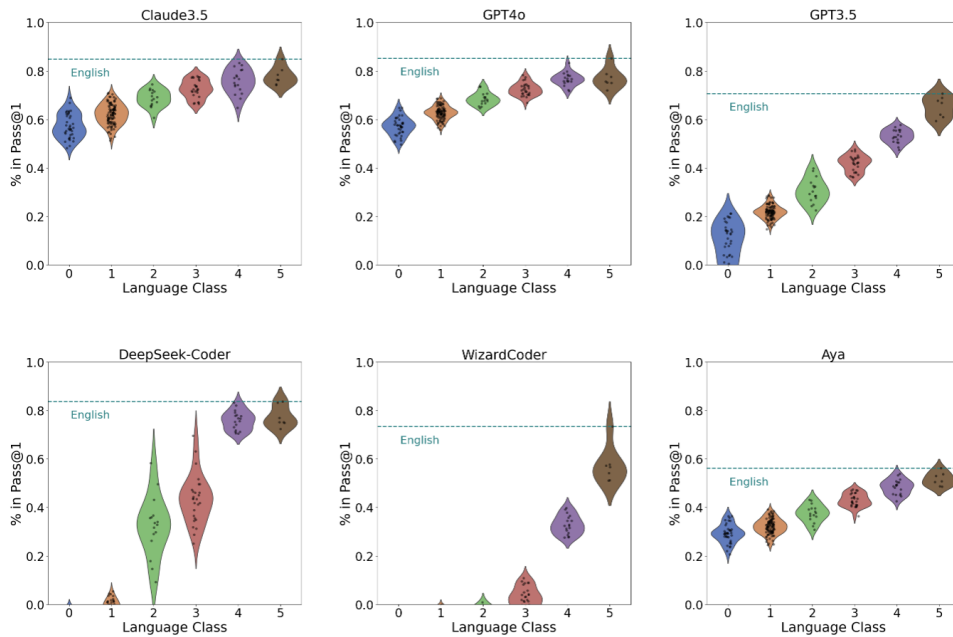 Claude3.5
GPT4o
GPT3.5
1.0
0.8
0.6
0.4
0.2
0.0
% in Pass@1
English
0 1 2 3 4 5
Language Class
1.0
0.8
0.6
0.4
0.2
0.0
% in Pass@1
English
0 1 2 3 4 5
Language Class
1.0
0.8
0.6
0.4
0.2
0.0
% in Pass@1
English
0 1 2 3 4 5
Language Class
DeepSeek-Coder
WizardCoder
Aya
1.0
0.8
0.6
0.4
0.2
0.0
% in Pass@1
English
0 1 2 3 4 5
Language Class
1.0
0.8
0.6
0.4
0.2
0.0
% in Pass@1
English
0 1 2 3 4 5
Language Class
1.0
0.8
0.6
0.4
0.2
0.0
% in Pass@1
English
0 1 2 3 4 5
Language Class